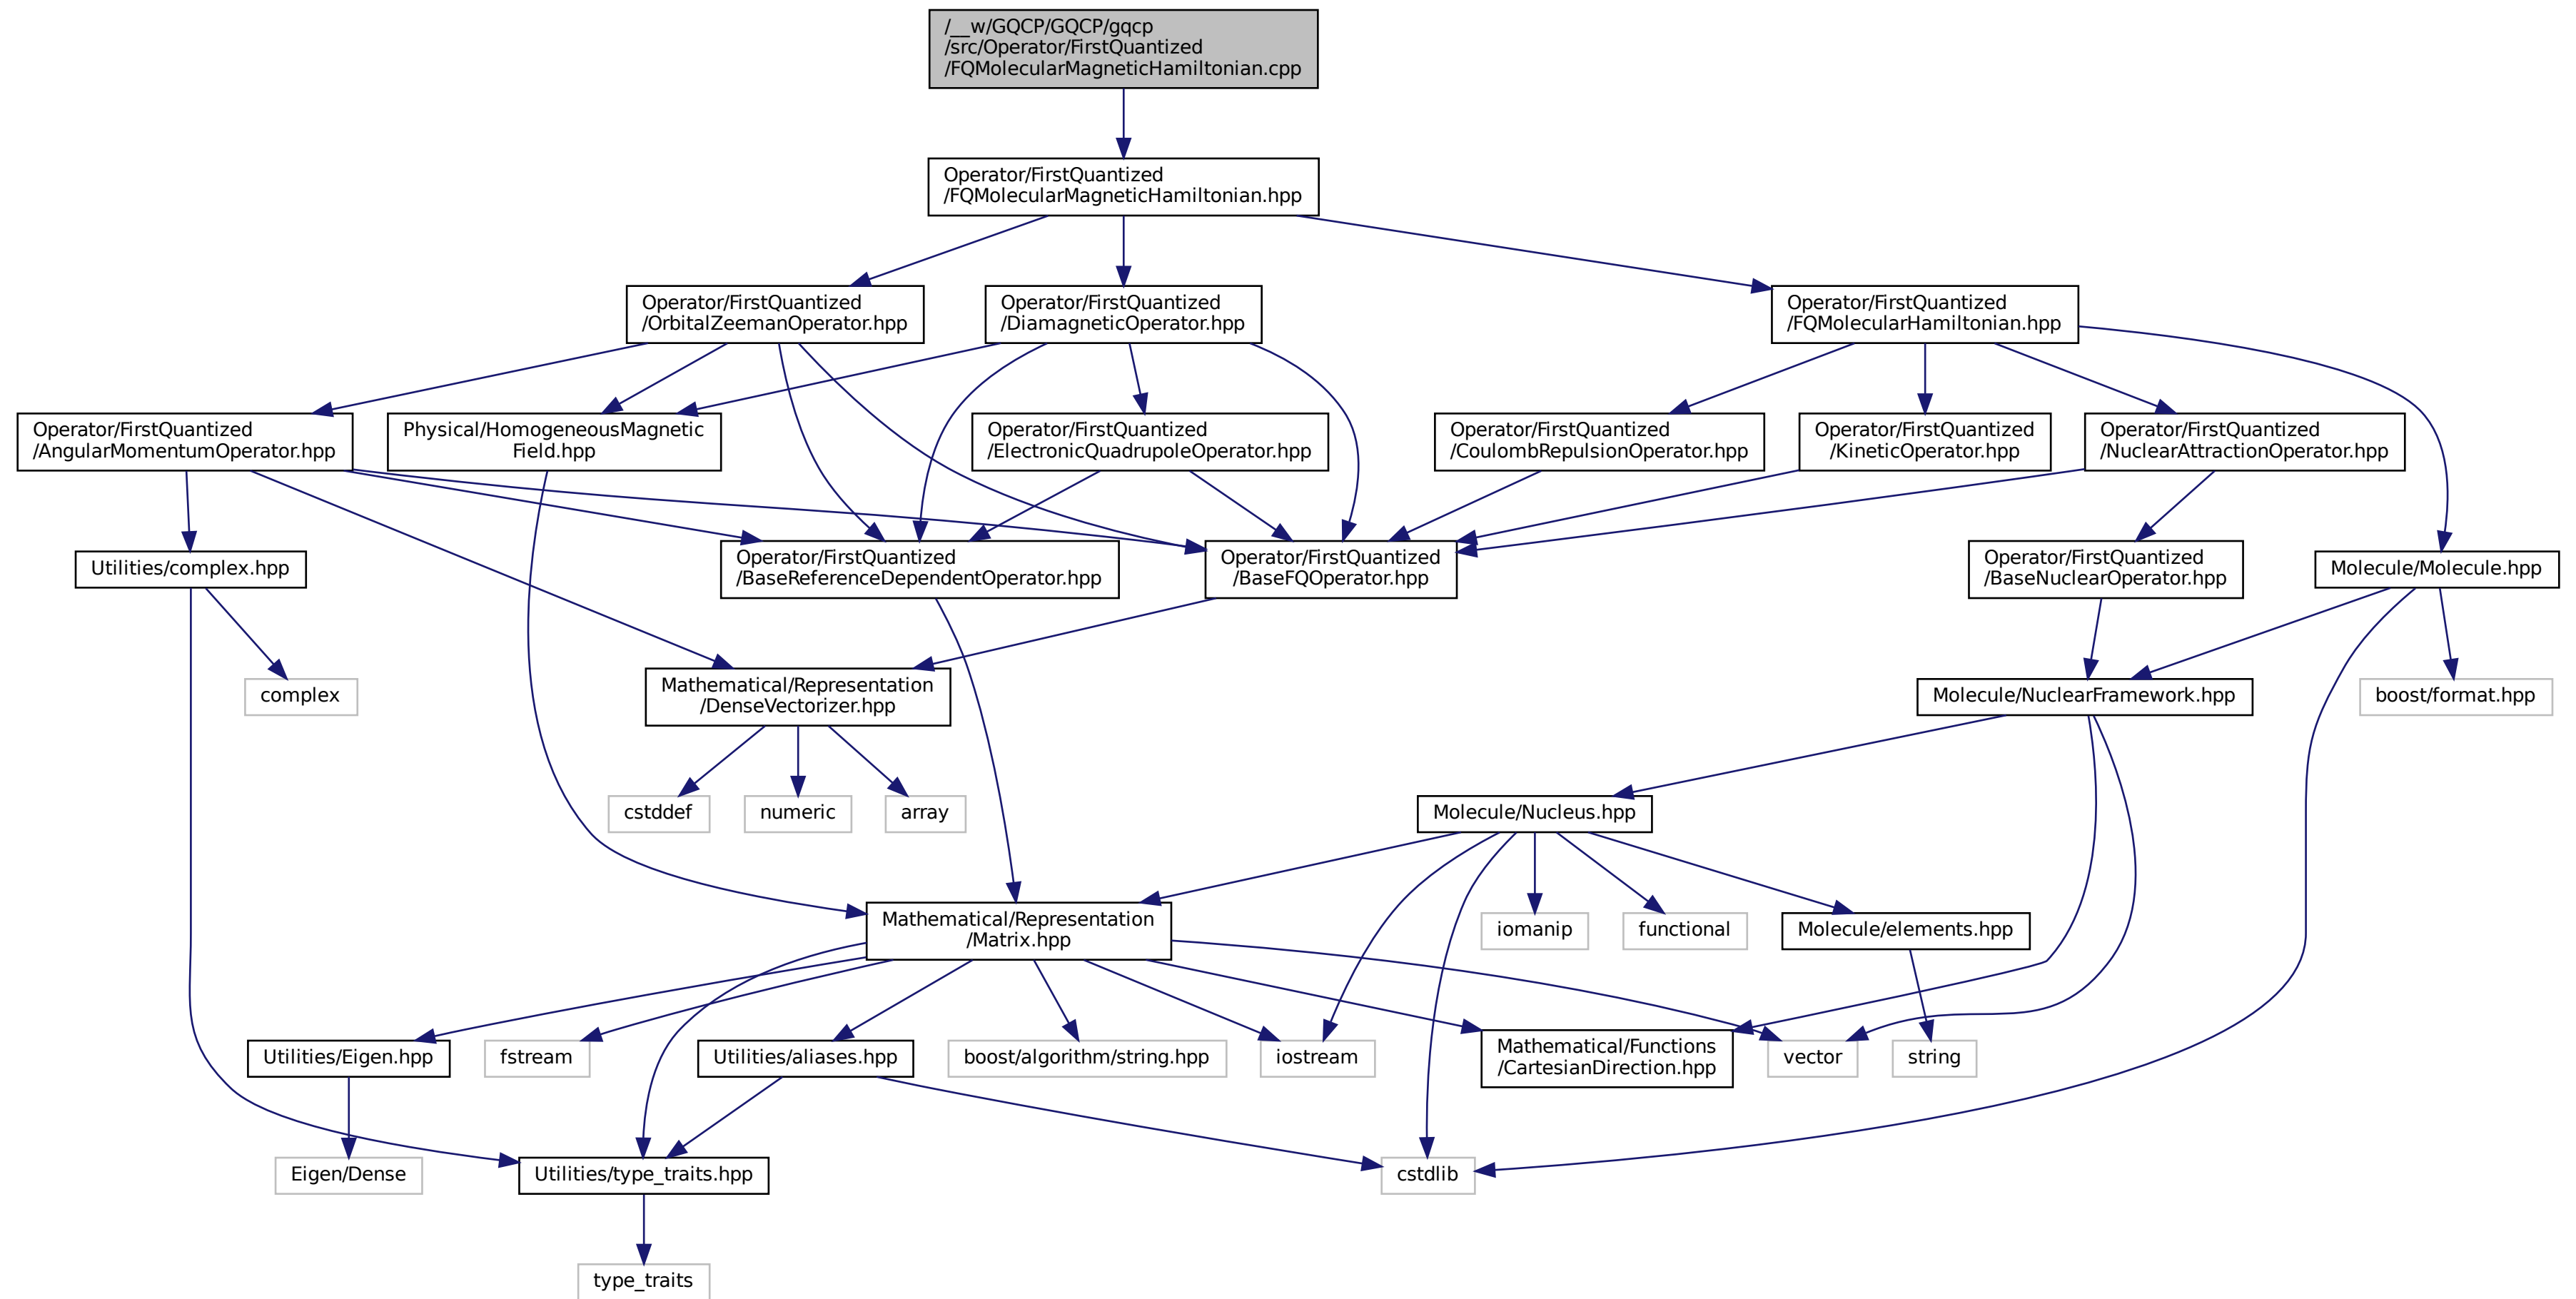 /__w/GQCP/GQCP/gqcp
/src/Operator/FirstQuantized
/FQMolecularMagneticHamiltonian.cpp
Operator/FirstQuantized
/FQMolecularMagneticHamiltonian.hpp
Operator/FirstQuantized
/OrbitalZeemanOperator.hpp
Operator/FirstQuantized
/DiamagneticOperator.hpp
Operator/FirstQuantized
/FQMolecularHamiltonian.hpp
Operator/FirstQuantized
/AngularMomentumOperator.hpp
Physical/HomogeneousMagnetic
Field.hpp
Operator/FirstQuantized
/ElectronicQuadrupoleOperator.hpp
Operator/FirstQuantized
/CoulombRepulsionOperator.hpp
Operator/FirstQuantized
/KineticOperator.hpp
Operator/FirstQuantized
/NuclearAttractionOperator.hpp
Utilities/complex.hpp
Operator/FirstQuantized
/BaseReferenceDependentOperator.hpp
Operator/FirstQuantized
/BaseFQOperator.hpp
Operator/FirstQuantized
/BaseNuclearOperator.hpp
Molecule/Molecule.hpp
complex
Mathematical/Representation
/DenseVectorizer.hpp
Molecule/NuclearFramework.hpp
boost/format.hpp
cstddef
numeric
array
Molecule/Nucleus.hpp
Mathematical/Representation
/Matrix.hpp
iomanip
functional
Molecule/elements.hpp
Utilities/Eigen.hpp
fstream
Utilities/aliases.hpp
boost/algorithm/string.hpp
iostream
Mathematical/Functions
/CartesianDirection.hpp
vector
string
Eigen/Dense
Utilities/type_traits.hpp
cstdlib
type_traits